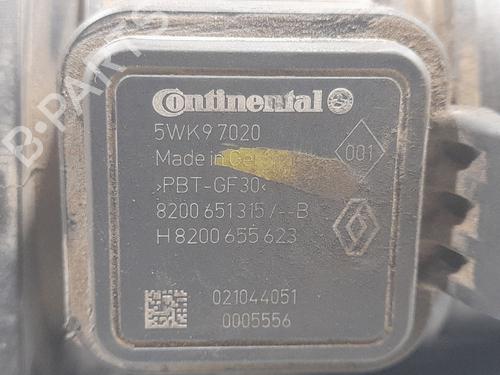 B-PARTS
Continental
5WK9 7020
Made in
001
>PBT-GF30<
8200 651315 /--B
H 8200 655 623
021044051
0005556